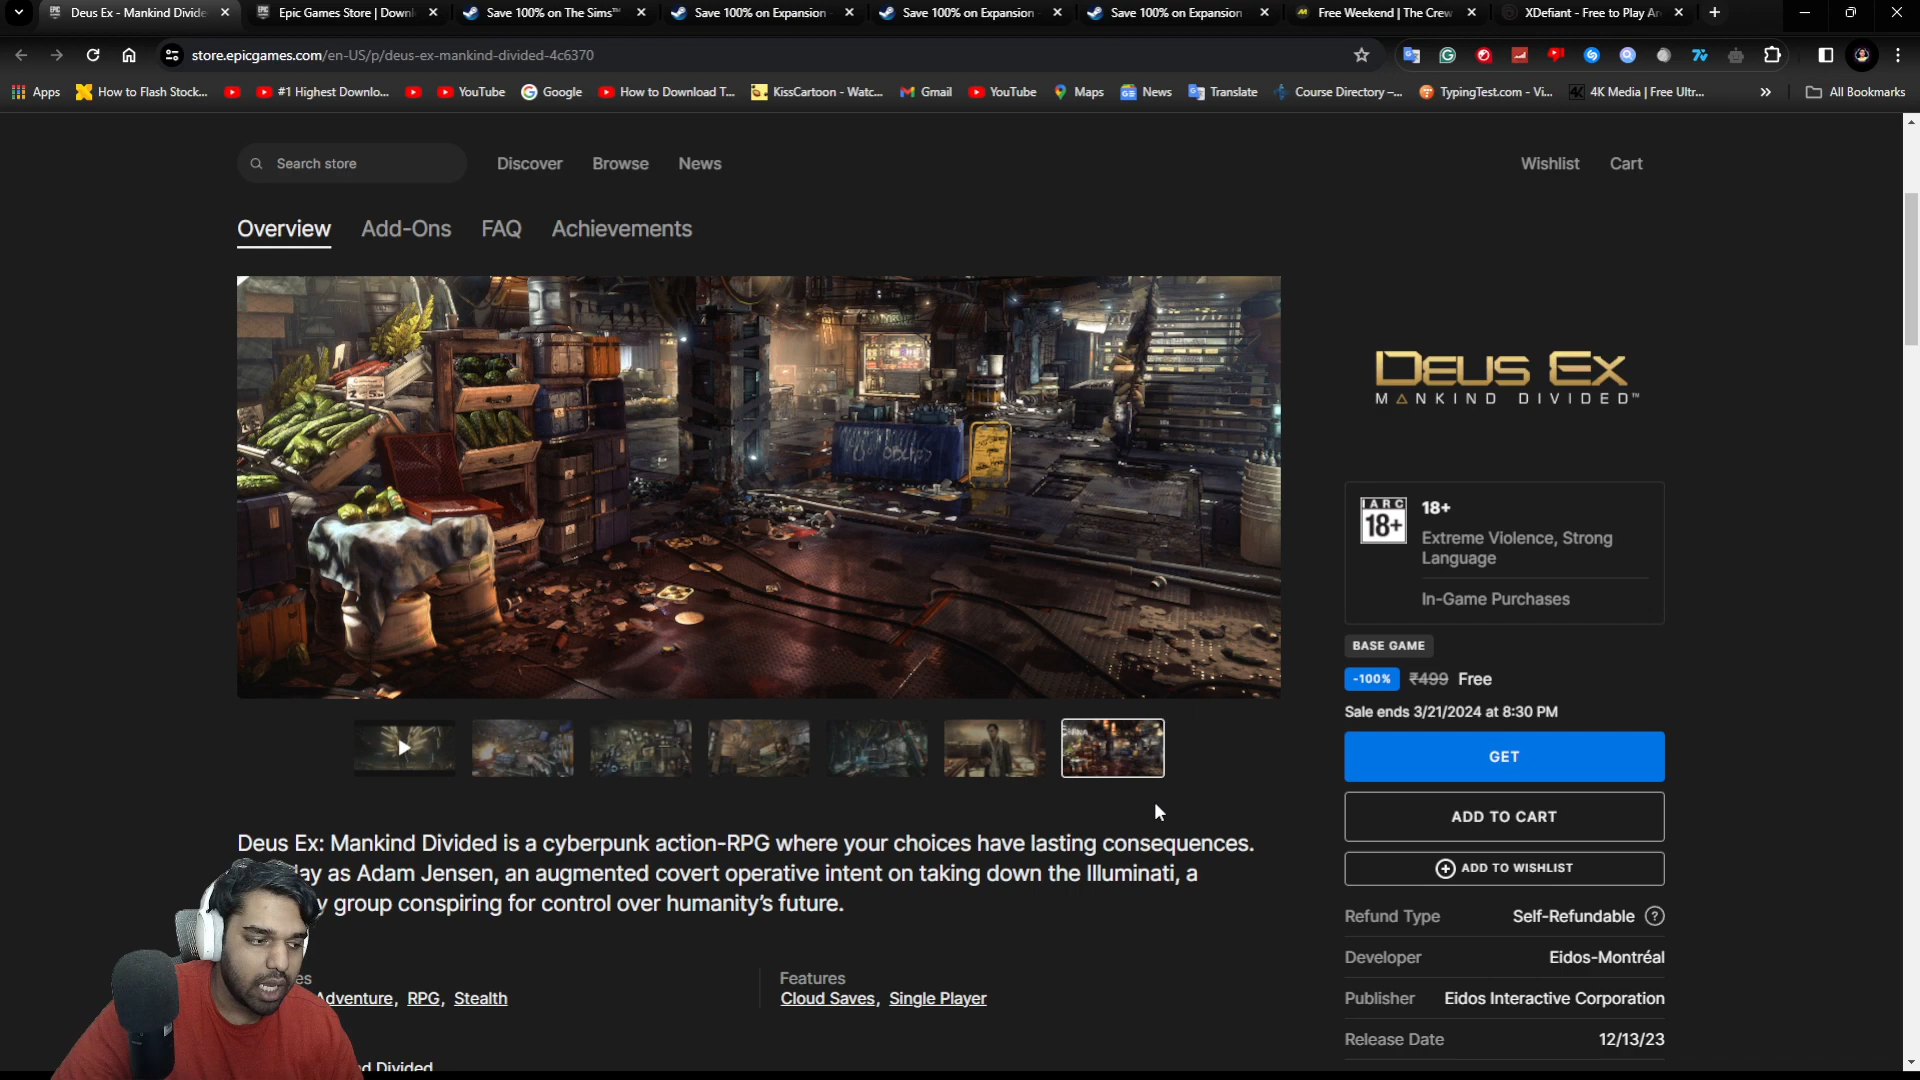 Deus Ex - Mankind Divide
Epic Games Store | Downl
Save 100% on The Sims™
Save 100% on Expansion
Save 100% on Expansion
Save 100% on Expansion
Free Weekend | The Crew
XDefiant - Free to Play Ar
store.epicgames.com/en-US/p/deus-ex-mankind-divided-4c6370
Apps
How to Flash Stock...
#1 Highest Downlo...
YouTube
Google
How to Download T...
KissCartoon - Watc...
Gmail
YouTube
Maps
News
Translate
Course Directory –...
TypingTest.com - Vi...
4K Media | Free Ultr...
All Bookmarks
Search store
Discover
Browse
News
Wishlist
Cart
Overview
Add-Ons
FAQ
Achievements
DEUS EX
MANKIND DIVIDED™
IARC
18+
18+
Extreme Violence, Strong
Language
In-Game Purchases
BASE GAME
-100% ₹499 Free
Sale ends 3/21/2024 at 8:30 PM
GET
ADD TO CART
ADD TO WISHLIST
Refund Type Self-Refundable
Developer Eidos-Montréal
Publisher Eidos Interactive Corporation
Release Date 12/13/23
Deus Ex: Mankind Divided is a cyberpunk action-RPG where your choices have lasting consequences.
as Adam Jensen, an augmented covert operative intent on taking down the Illuminati, a
group conspiring for control over humanity's future.
Adventure, RPG, Stealth
Features
Cloud Saves, Single Player
Divided